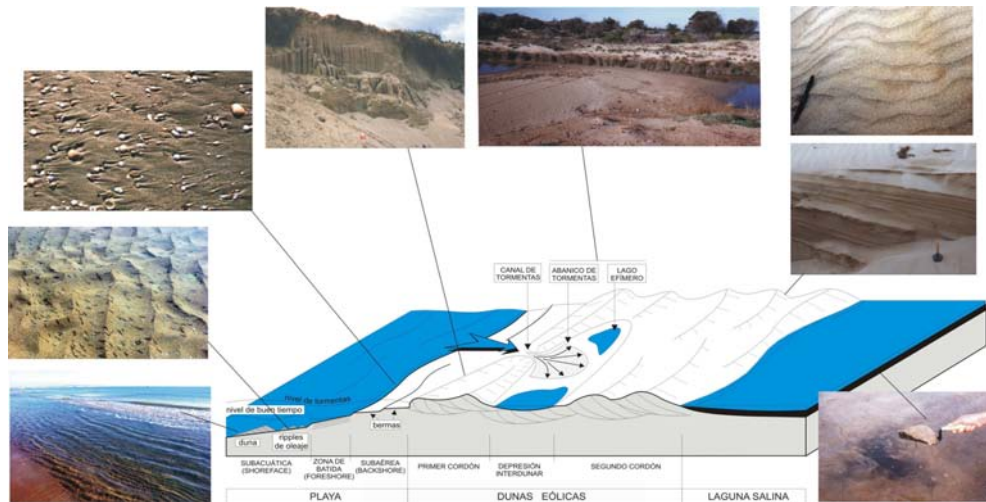 CANAL DE
TORMENTAS
ABANICO DE
TORMENTAS
LAGO
EFÍMERO
nivel de tormentas
nivel de buen tiempo
duna
ripples
de oleaje
bermas
SUBACUÁTICA
(SHOREFACE)
ZONA DE
BATIDA
(FORESHORE)
SUBAÉREA
(BACKSHORE)
PRIMER CORDÓN
DEPRESIÓN
INTERDUNAR
SEGUNDO CORDÓN
PLAYA
DUNAS EÓLICAS
LAGUNA SALINA